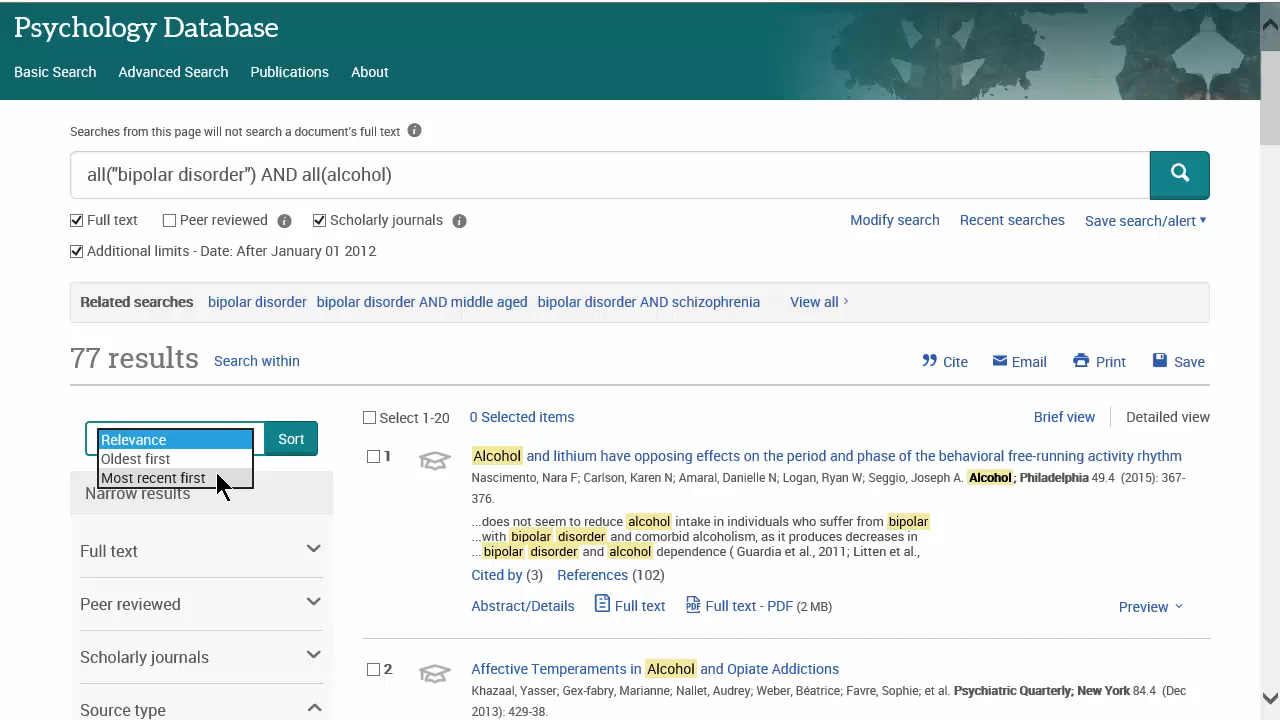 Psychology Database
Basic Search Advanced Search Publications About
Searches from this page will not search a document's full text
all("bipolar disorder") AND all(alcohol)
Full text Peer reviewed Scholarly journals Modify search Recent searches Save search/alert
Additional limits - Date: After January 01 2012
Related searches bipolar disorder bipolar disorder AND middle aged bipolar disorder AND schizophrenia View all
77 results Search within Cite Email Print Save
Select 1-20 0 Selected items Brief view Detailed view
Relevance Sort
Oldest first
Most recent first
Narrow results
Full text
Peer reviewed
Scholarly journals
Source type
1 Alcohol and lithium have opposing effects on the period and phase of the behavioral free-running activity rhythm
Nascimento, Nara F; Carlson, Karen N; Amaral, Danielle N; Logan, Ryan W; Seggio, Joseph A. Alcohol; Philadelphia 49.4 (2015): 367-
376.
...does not seem to reduce alcohol intake in individuals who suffer from bipolar
...with bipolar disorder and comorbid alcoholism, as it produces decreases in
...bipolar disorder and alcohol dependence ( Guardia et al., 2011; Litten et al.,
Cited by (3) References (102)
Abstract/Details Full text PDF Full text - PDF (2 MB) Preview
2 Affective Temperaments in Alcohol and Opiate Addictions
Khazaal, Yasser; Gex-fabry, Marianne; Nallet, Audrey; Weber, Béatrice; Favre, Sophie; et al. Psychiatric Quarterly; New York 84.4 (Dec
2013): 429-38.